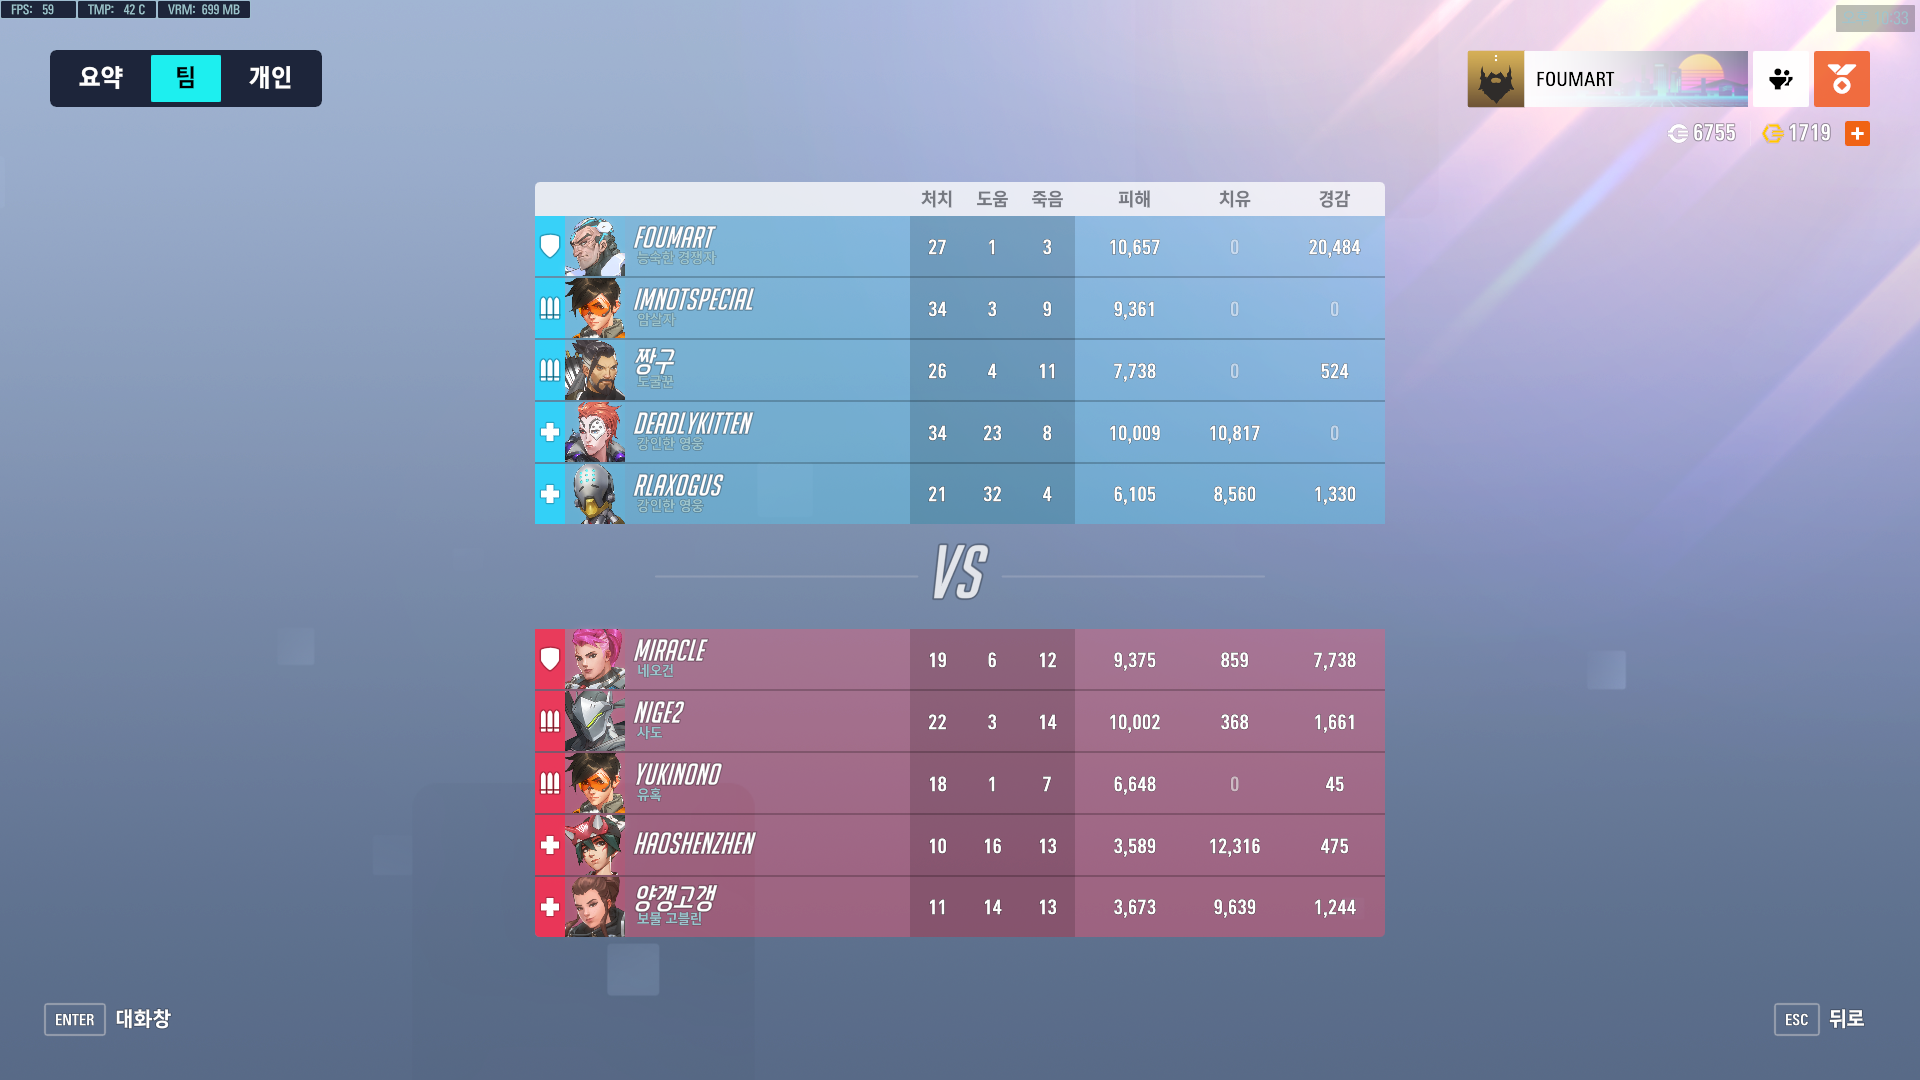 FPS: 59 TMP: 42 C VRM: 699 MB
요약 팀 개인
FOUMART
6755 1719
처치 도움 죽음 피해 치유 경감
FOUMART 27 1 3 10,657 0 20,484
능숙한 경쟁자
IMNOTSPECIAL 34 3 9 9,361 0 0
암살자
짱구 26 4 11 7,738 0 524
도굴꾼
DEADLYKITTEN 34 23 8 10,009 10,817 0
강인한 영웅
RLAXOGUS 21 32 4 6,105 8,560 1,330
강인한 영웅
VS
MIRACLE 19 6 12 9,375 859 7,738
네오건
NIGE2 22 3 14 10,002 368 1,661
사도
YUKINONO 18 1 7 6,648 0 45
유혹
HAOSHENZHEN 10 16 13 3,589 12,316 475
양갱고갱 11 14 13 3,673 9,639 1,244
보물 고블린
ENTER 대화창
ESC 뒤로